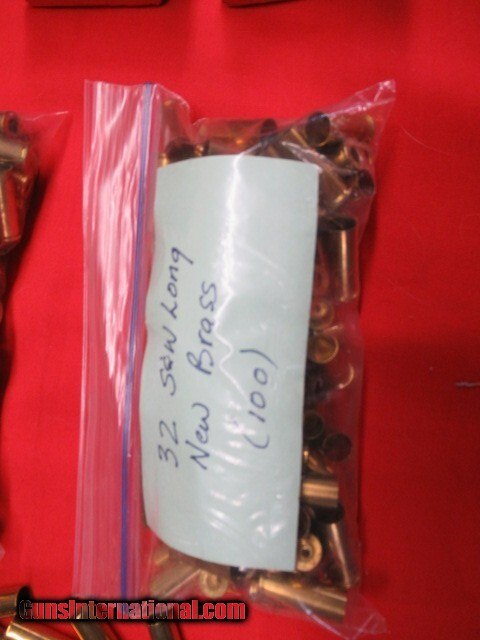 32 S&W Long
New Brass
(100)
GunsInternational.com